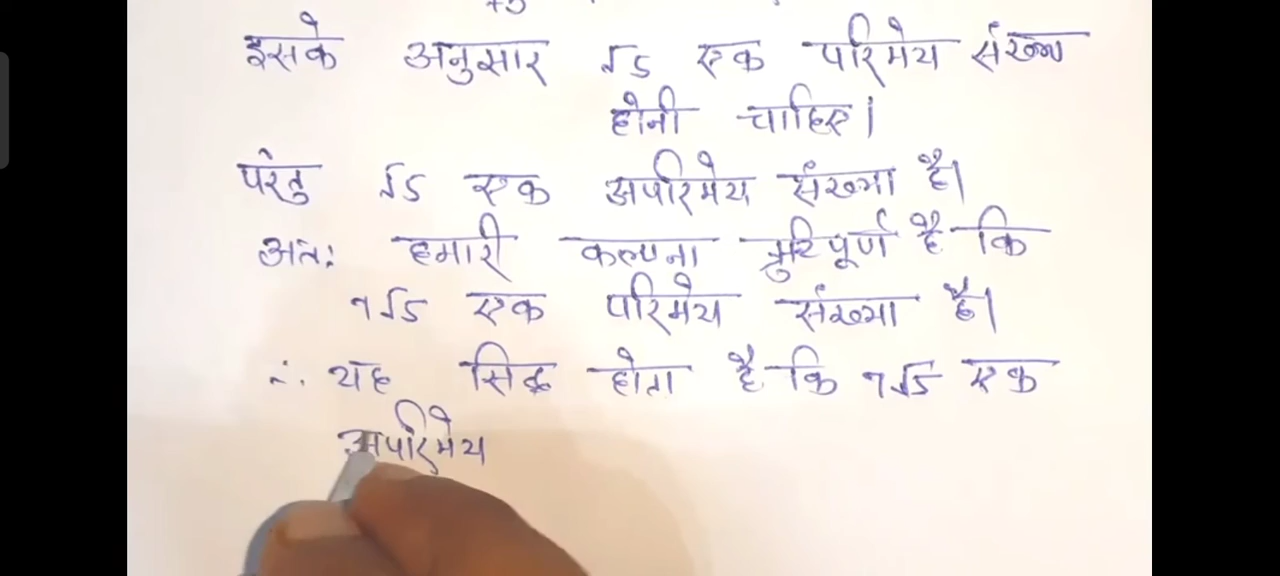 इसके अनुसार √5 एक परिमेय संख्या
होनी चाहिए।
परंतु √5 एक अपरिमेय संख्या है।
अतः हमारी कल्पना त्रुटिपूर्ण है कि
7√5 एक परिमेय संख्या है।
∴ यह सिद्ध होता है कि 7√5 एक
अपरिमेय